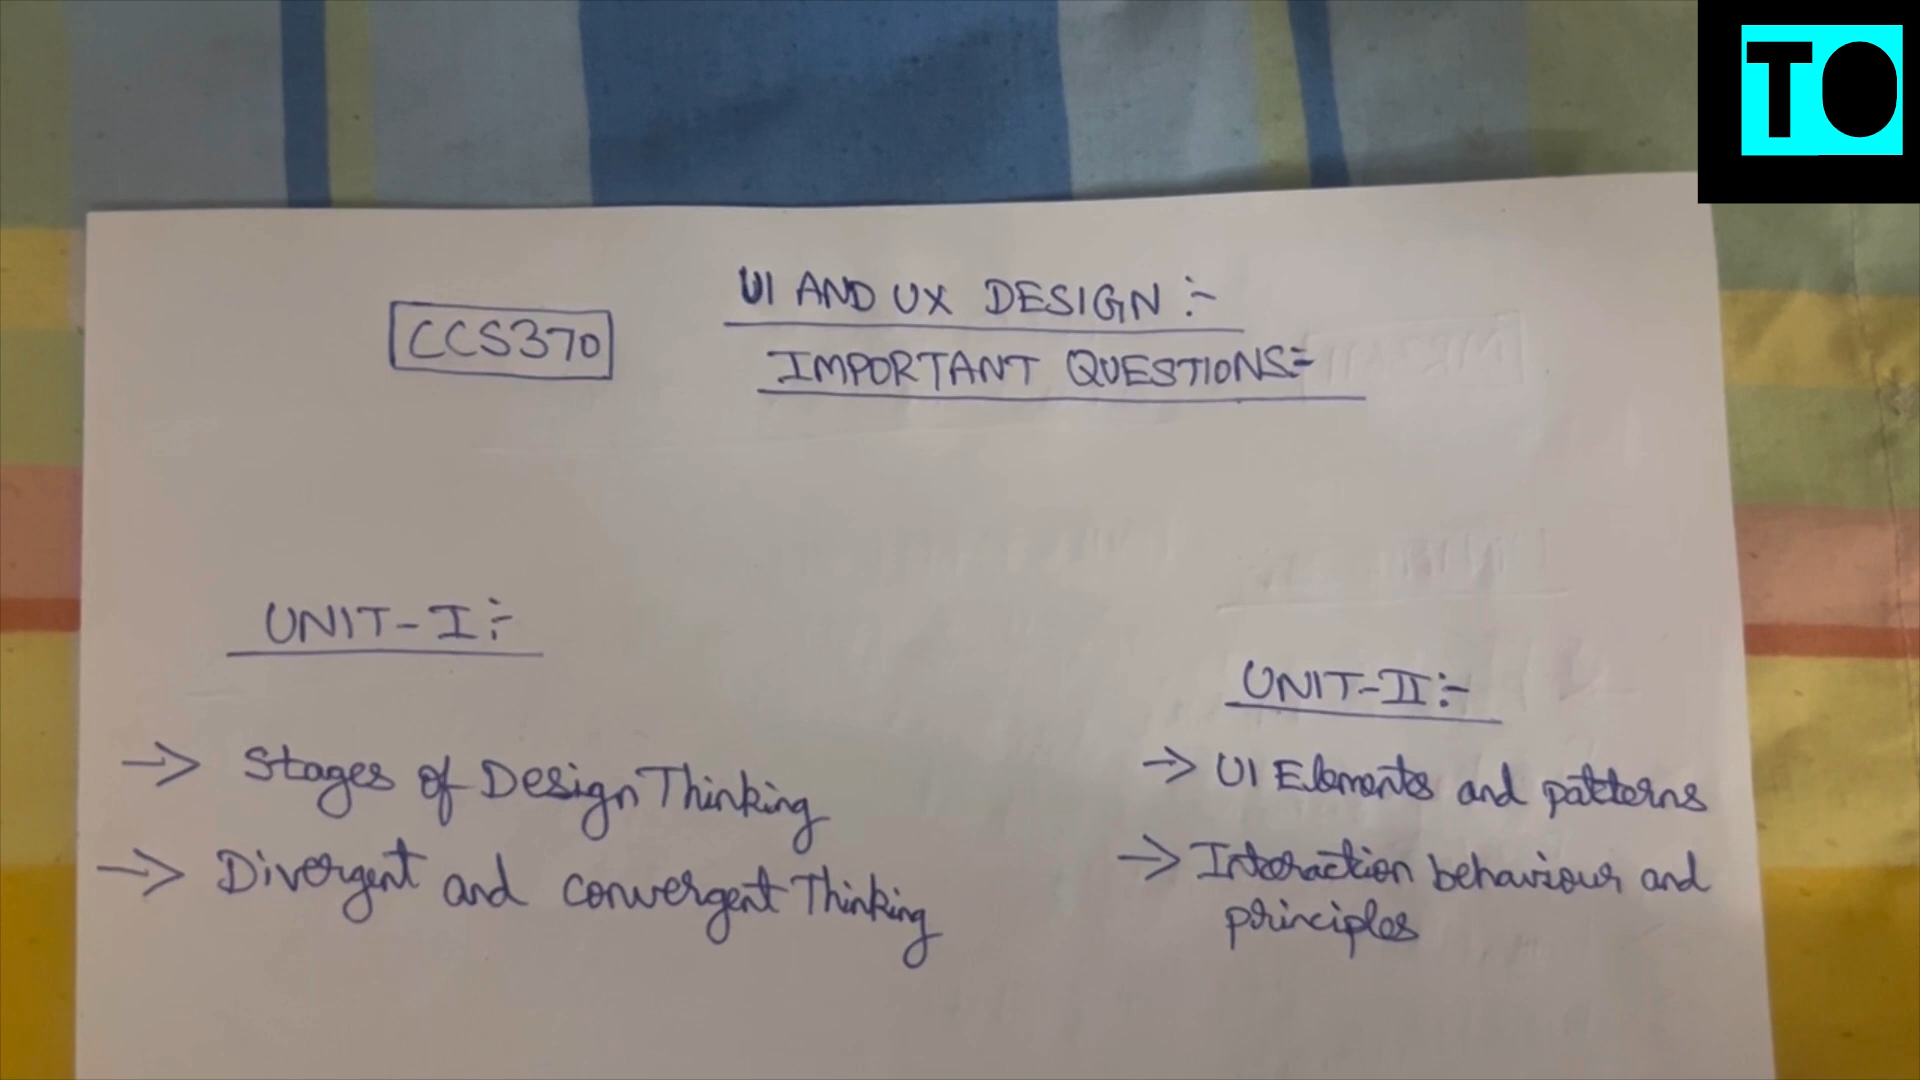 TO
CCS370
UI AND UX DESIGN :-
IMPORTANT QUESTIONS:-
UNIT-I:-
→ Stages of Design Thinking
→ Divergent and convergent Thinking
UNIT-II:-
→ UI Elements and patterns
→ Interaction behaviour and
principles